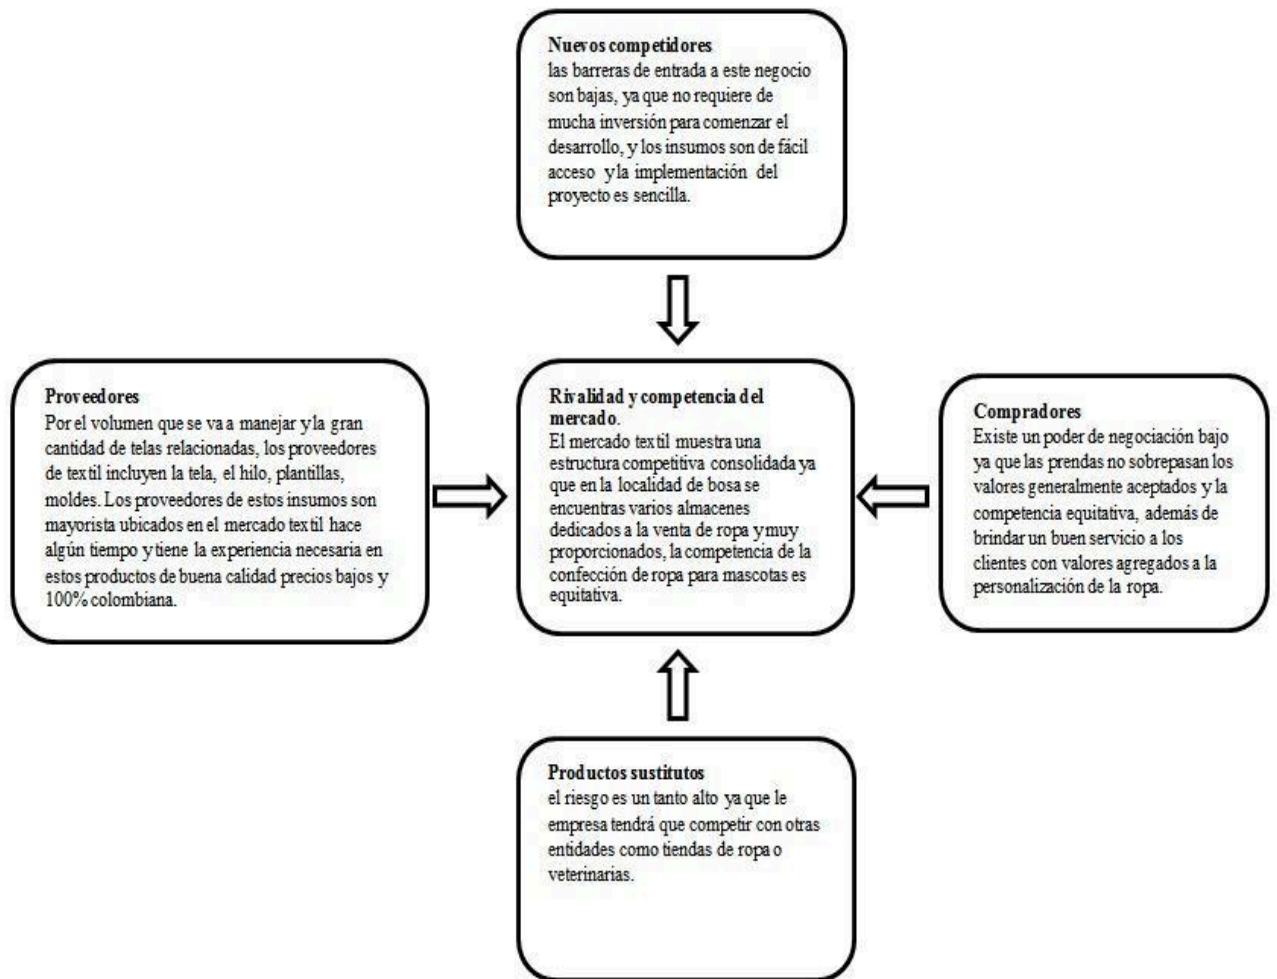 Nuevos competidores
las barreras de entrada a este negocio
son bajas, ya que no requiere de
mucha inversión para comenzar el
desarrollo, y los insumos son de fácil
acceso y la implementación del
proyecto es sencilla.
Proveedores
Por el volumen que se va a manejar y la gran
cantidad de telas relacionadas, los proveedores
de textil incluyen la tela, el hilo, plantillas,
moldes. Los proveedores de estos insumos son
mayorista ubicados en el mercado textil hace
algún tiempo y tiene la experiencia necesaria en
estos productos de buena calidad precios bajos y
100% colombiana.
Rivalidad y competencia del
mercado.
El mercado textil muestra una
estructura competitiva consolidada ya
que en la localidad de bosa se
encuentras varios almacenes
dedicados a la venta de ropa y muy
proporcionados, la competencia de la
confección de ropa para mascotas es
equitativa.
Compradores
Existe un poder de negociación bajo
ya que las prendas no sobrepasan los
valores generalmente aceptados y la
competencia equitativa, además de
brindar un buen servicio a los
clientes con valores agregados a la
personalización de la ropa.
Productos sustitutos
el riesgo es un tanto alto ya que le
empresa tendrá que competir con otras
entidades como tiendas de ropa o
veterinarias.